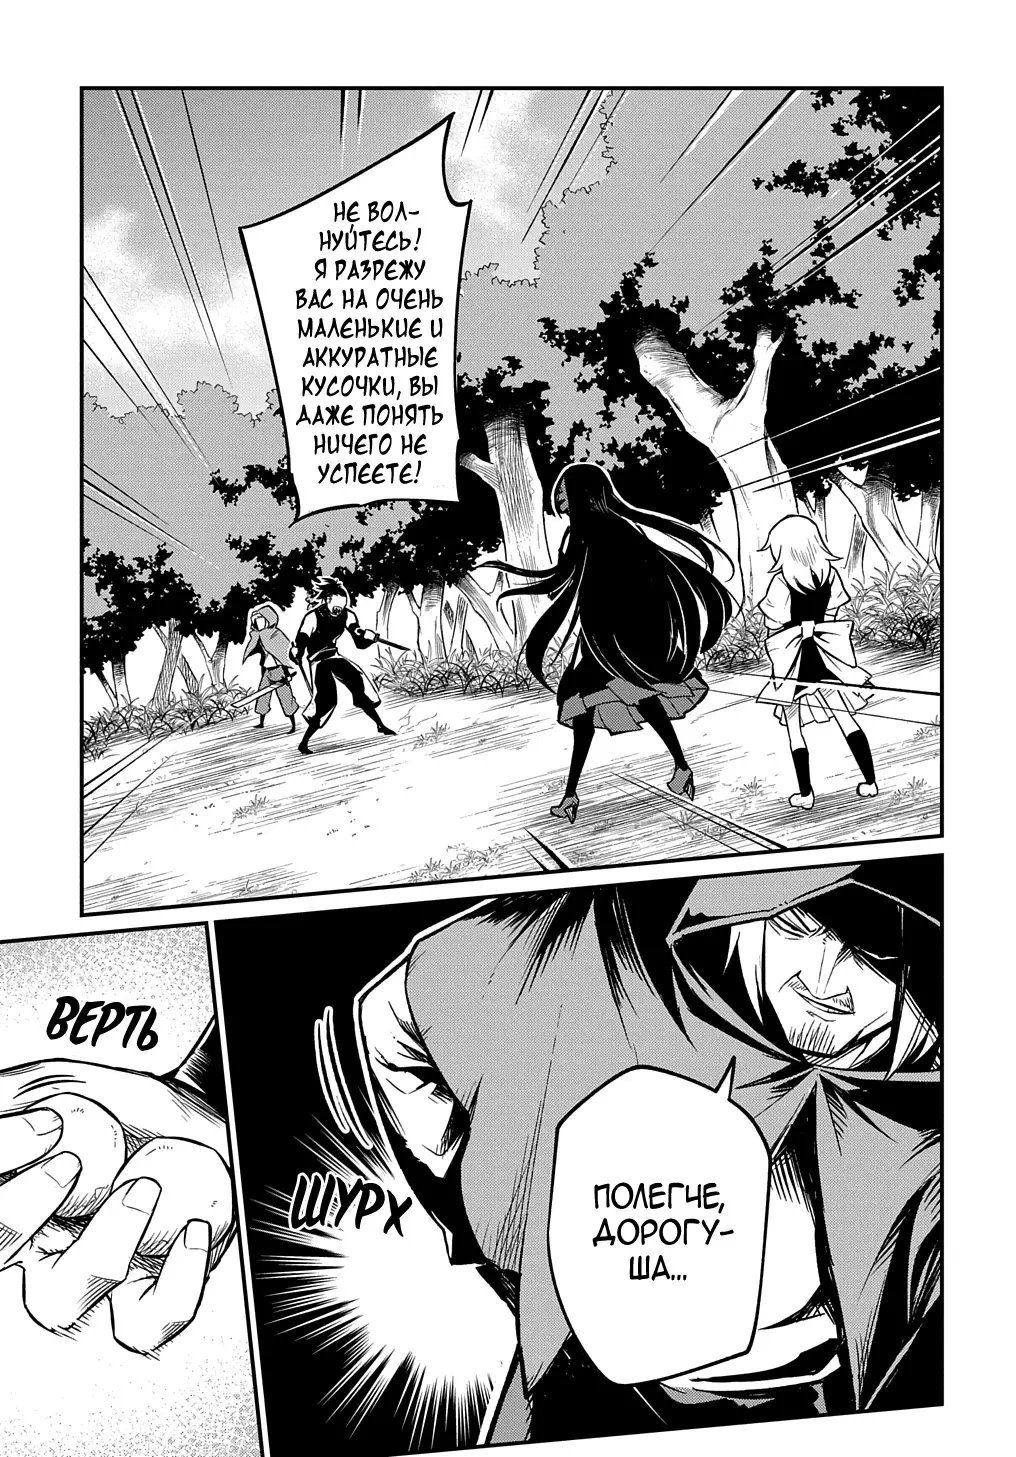 НЕ ВОЛ-
НУЙТЕСЬ!
Я РАЗРЕЖУ
ВАС НА ОЧЕНЬ
МАЛЕНЬКИЕ И
АККУРАТНЫЕ
КУСОЧКИ, ВЫ
ДАЖЕ ПОНЯТЬ
НИЧЕГО НЕ
УСПЕЕТЕ!
ПОЛЕГЧЕ,
ДОРОГУ-
ША...
ШУРХ
ВЕРТЬ